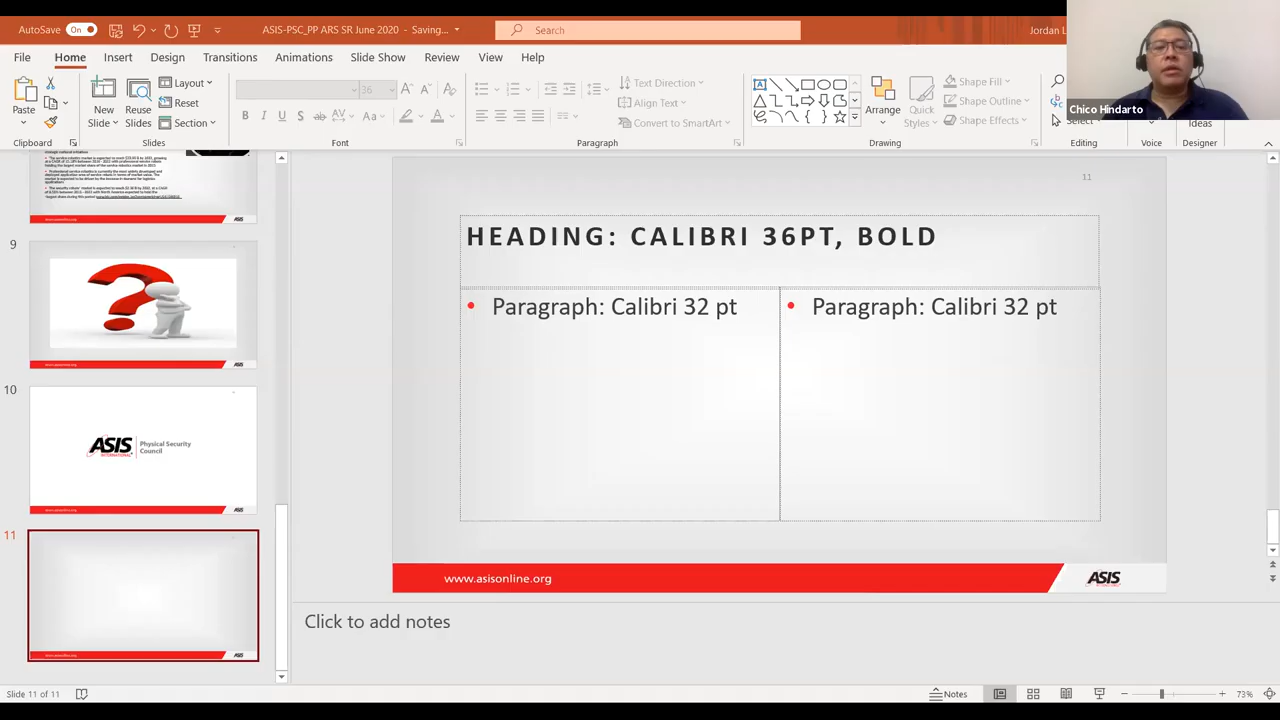 AutoSave On ASIS-PSC_PP ARS SR June 2020 - Saving... Search Jordan L
File Home Insert Design Transitions Animations Slide Show Review View Help
Paste New Slide Reuse Slides Layout Reset Section 36 Text Direction Align Text Convert to SmartArt Arrange Quick Styles Shape Fill Shape Outline Shape Effects Select Ideas
Chico Hindarto
Clipboard Slides Font Paragraph Drawing Editing Voice Designer
9
10
ASIS INTERNATIONAL Physical Security Council
11
11
HEADING: CALIBRI 36PT, BOLD
• Paragraph: Calibri 32 pt
• Paragraph: Calibri 32 pt
www.asisonline.org ASIS
Click to add notes
Slide 11 of 11 Notes 73%